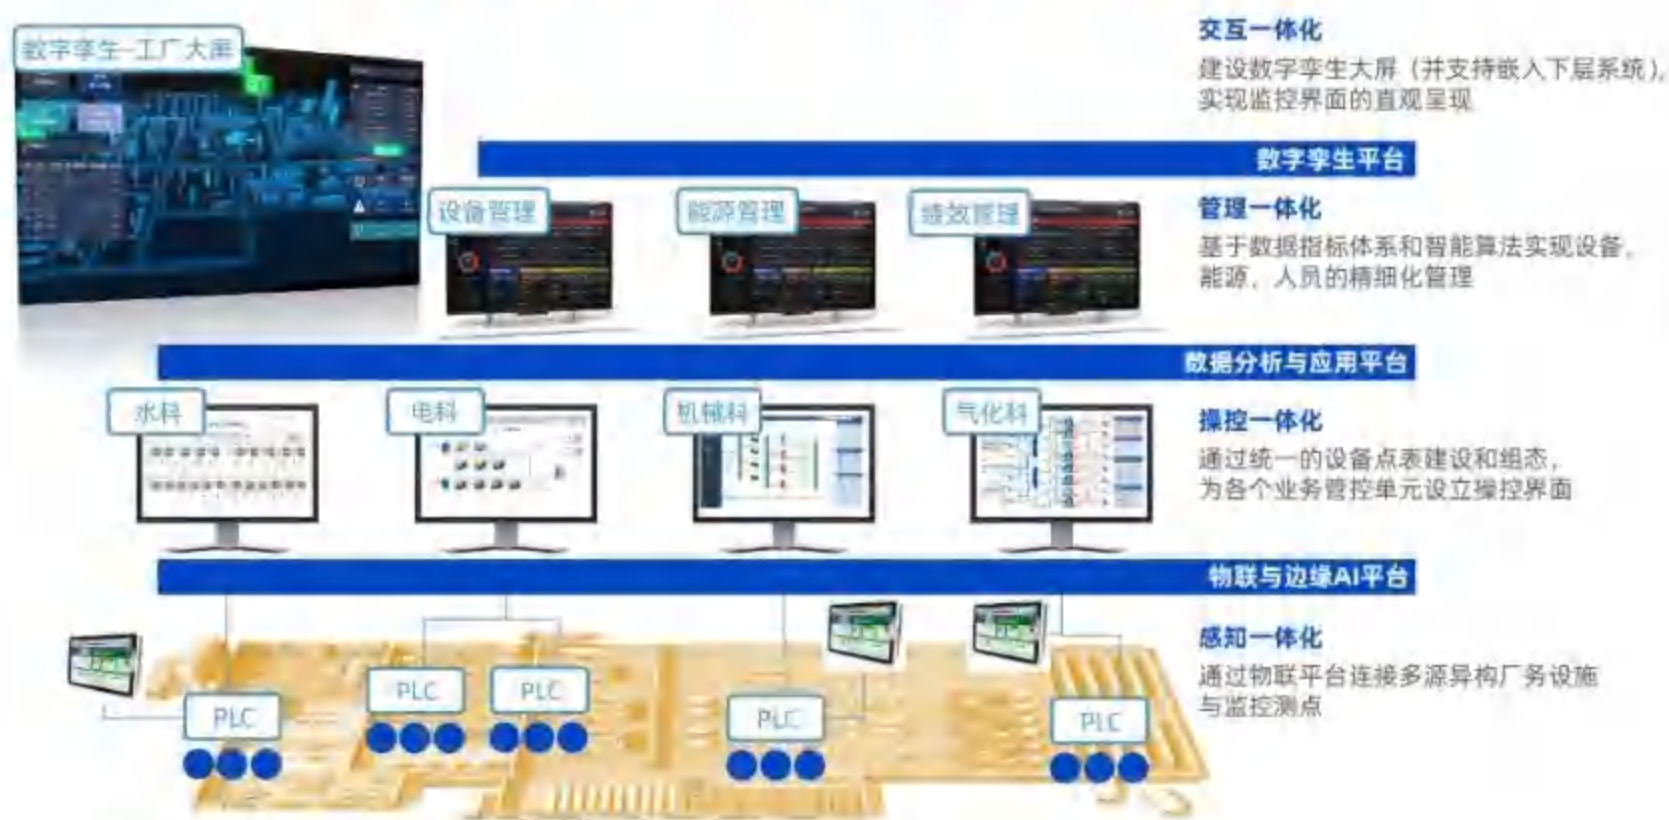 数字孪生-工厂大屏
交互一体化
建设数字孪生大屏（并支持嵌入下层系统），
实现监控界面的直观呈现
数字孪生平台
设备管理
能源管理
绩效管理
管理一体化
基于数据指标体系和智能算法实现设备、
能源、人员的精细化管理
数据分析与应用平台
水科
电科
机械科
气化科
操控一体化
通过统一的设备点表建设和组态，
为各个业务管控单元设立操控界面
物联与边缘AI平台
感知一体化
通过物联平台连接多源异构厂务设施
与监控测点
PLC
PLC
PLC
PLC
PLC